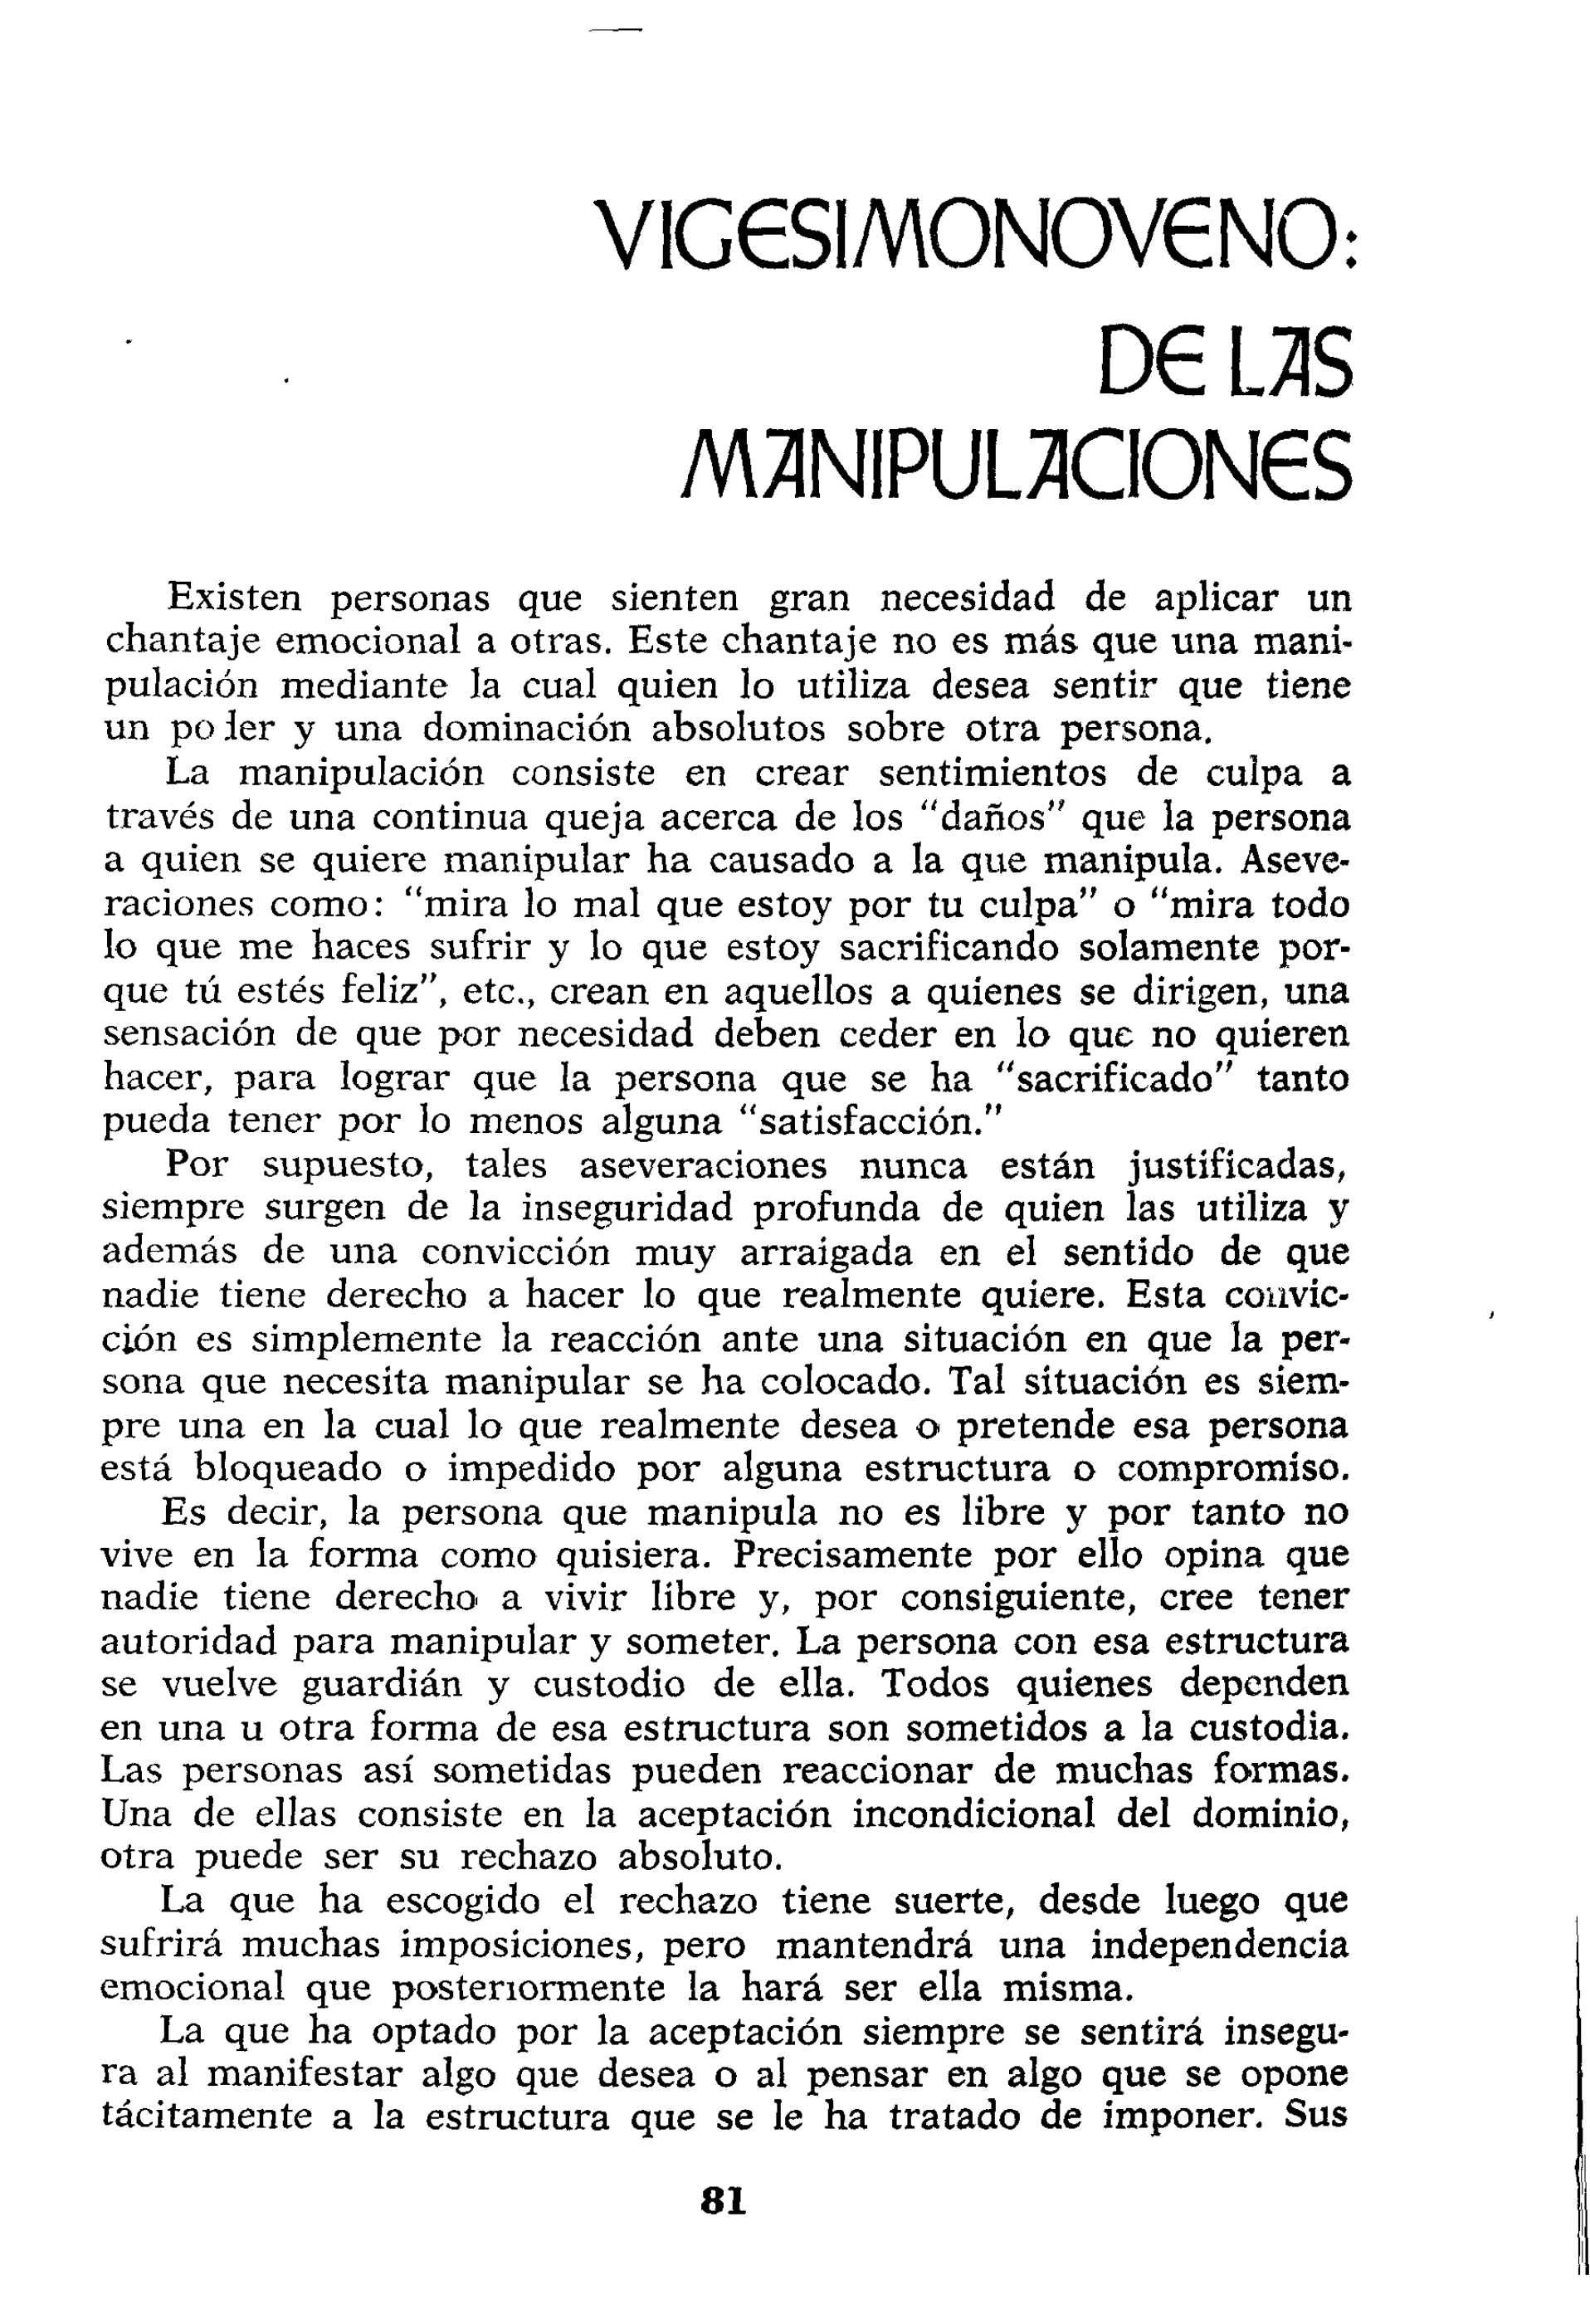 VIGESIMONOVENO:
DE LAS
MANIPULACIONES
Existen personas que sienten gran necesidad de aplicar un
chantaje emocional a otras. Este chantaje no es más que una mani-
pulación mediante la cual quien lo utiliza desea sentir que tiene
un poder y una dominación absolutos sobre otra persona.
La manipulación consiste en crear sentimientos de culpa a
través de una continua queja acerca de los "daños" que la persona
a quien se quiere manipular ha causado a la que manipula. Aseve-
raciones como: "mira lo mal que estoy por tu culpa" o "mira todo
lo que me haces sufrir y lo que estoy sacrificando solamente por-
que tú estés feliz", etc., crean en aquellos a quienes se dirigen, una
sensación de que por necesidad deben ceder en lo que no quieren
hacer, para lograr que la persona que se ha "sacrificado" tanto
pueda tener por lo menos alguna "satisfacción."
Por supuesto, tales aseveraciones nunca están justificadas,
siempre surgen de la inseguridad profunda de quien las utiliza y
además de una convicción muy arraigada en el sentido de que
nadie tiene derecho a hacer lo que realmente quiere. Esta convic-
ción es simplemente la reacción ante una situación en que la per-
sona que necesita manipular se ha colocado. Tal situación es siem-
pre una en la cual lo que realmente desea o pretende esa persona
está bloqueado o impedido por alguna estructura o compromiso.
Es decir, la persona que manipula no es libre y por tanto no
vive en la forma como quisiera. Precisamente por ello opina que
nadie tiene derecho a vivir libre y, por consiguiente, cree tener
autoridad para manipular y someter. La persona con esa estructura
se vuelve guardián y custodio de ella. Todos quienes dependen
en una u otra forma de esa estructura son sometidos a la custodia.
Las personas así sometidas pueden reaccionar de muchas formas.
Una de ellas consiste en la aceptación incondicional del dominio,
otra puede ser su rechazo absoluto.
La que ha escogido el rechazo tiene suerte, desde luego que
sufrirá muchas imposiciones, pero mantendrá una independencia
emocional que posteriormente la hará ser ella misma.
La que ha optado por la aceptación siempre se sentirá insegu-
ra al manifestar algo que desea o al pensar en algo que se opone
tácitamente a la estructura que se le ha tratado de imponer. Sus
81